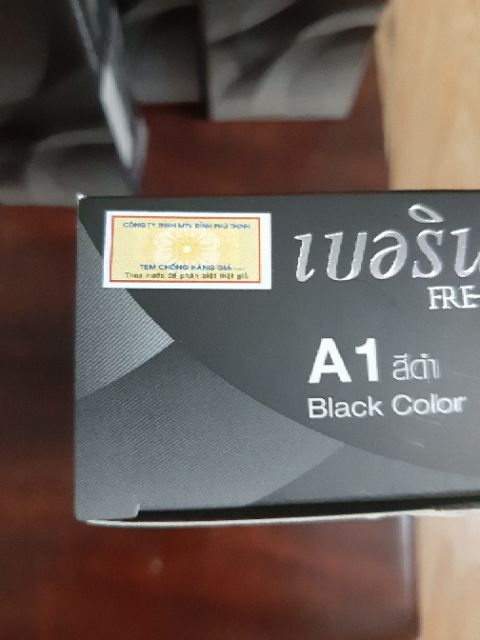 CÔNG TY TNHH MTV ĐÌNH PHÚ THỊNH
TEM CHỐNG HÀNG GIẢ
Thoa nước để phân biệt thật giả
เบอริน
FRE-
A1 สีดำ
Black Color